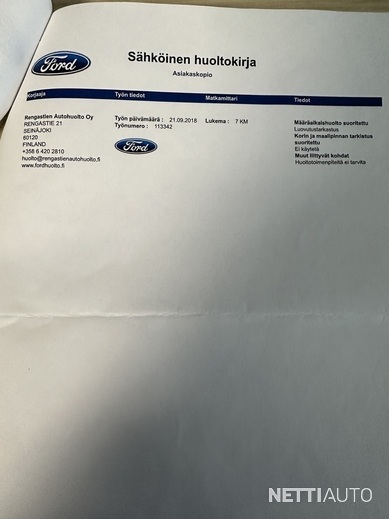 Ford
Sähköinen huoltokirja
Asiakaskopio
Korjaaja Työn tiedot Matkamittari Tiedot
Rengastien Autohuolto Oy
RENGASTIE 21
SEINÄJOKI
60120
FINLAND
+358 6 420 2810
huolto@rengastienautohuolto.fi
www.fordhuolto.fi
Työn päivämäärä : 21.09.2018
Työnumero : 113342
Ford
Lukema : 7 KM
Määräaikaishuolto suoritettu
Luovutustarkastus
Korin ja maalipinnan tarkistus
suoritettu
Ei käytetä
Muut liittyvät kohdat
Huoltotoimenpiteitä ei tarvita
NETTIAUTO